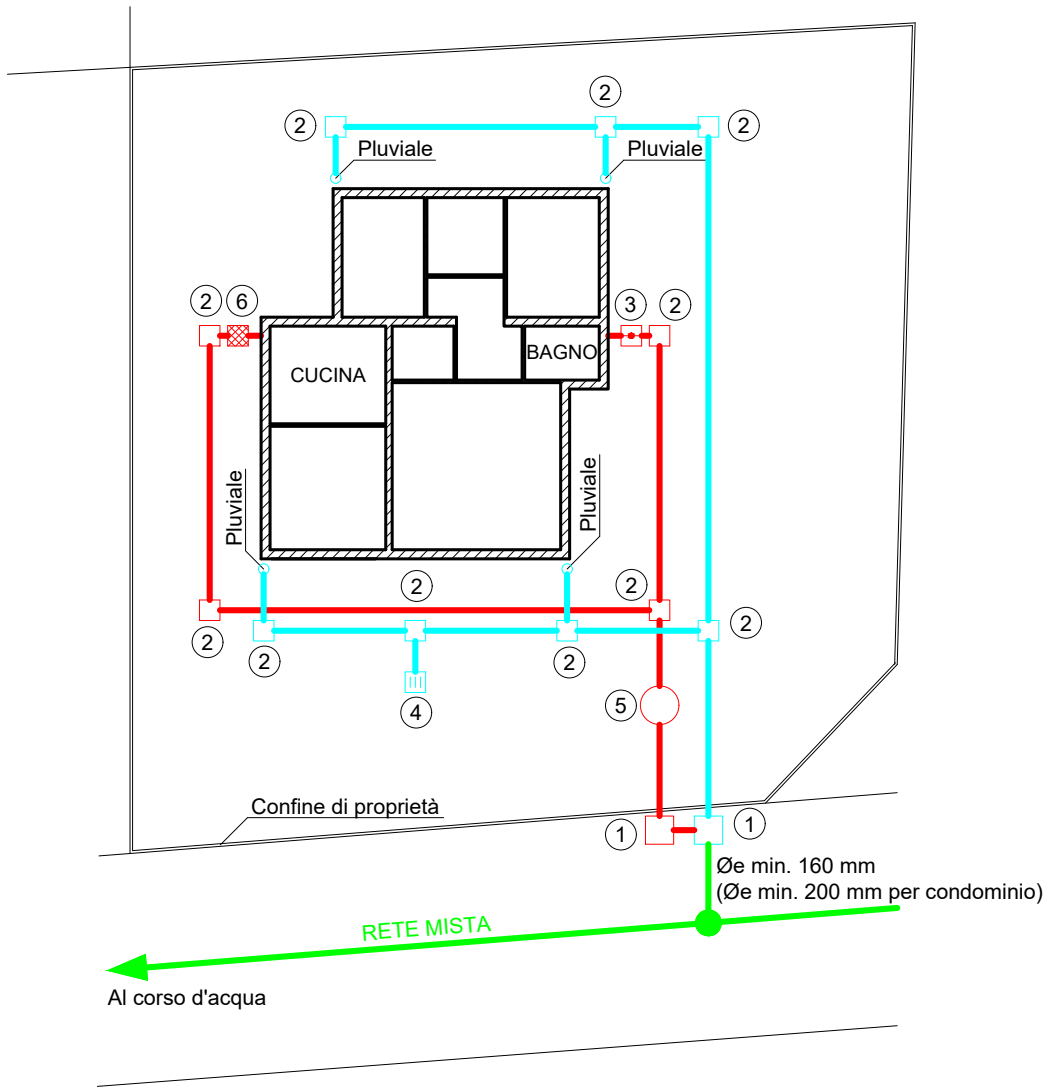 2
2
2
Pluviale
Pluviale
2
6
3
2
BAGNO
CUCINA
Pluviale
Pluviale
2
2
2
2
2
2
4
5
Confine di proprietà
1
1
Øe min. 160 mm
(Øe min. 200 mm per condominio)
RETE MISTA
Al corso d'acqua